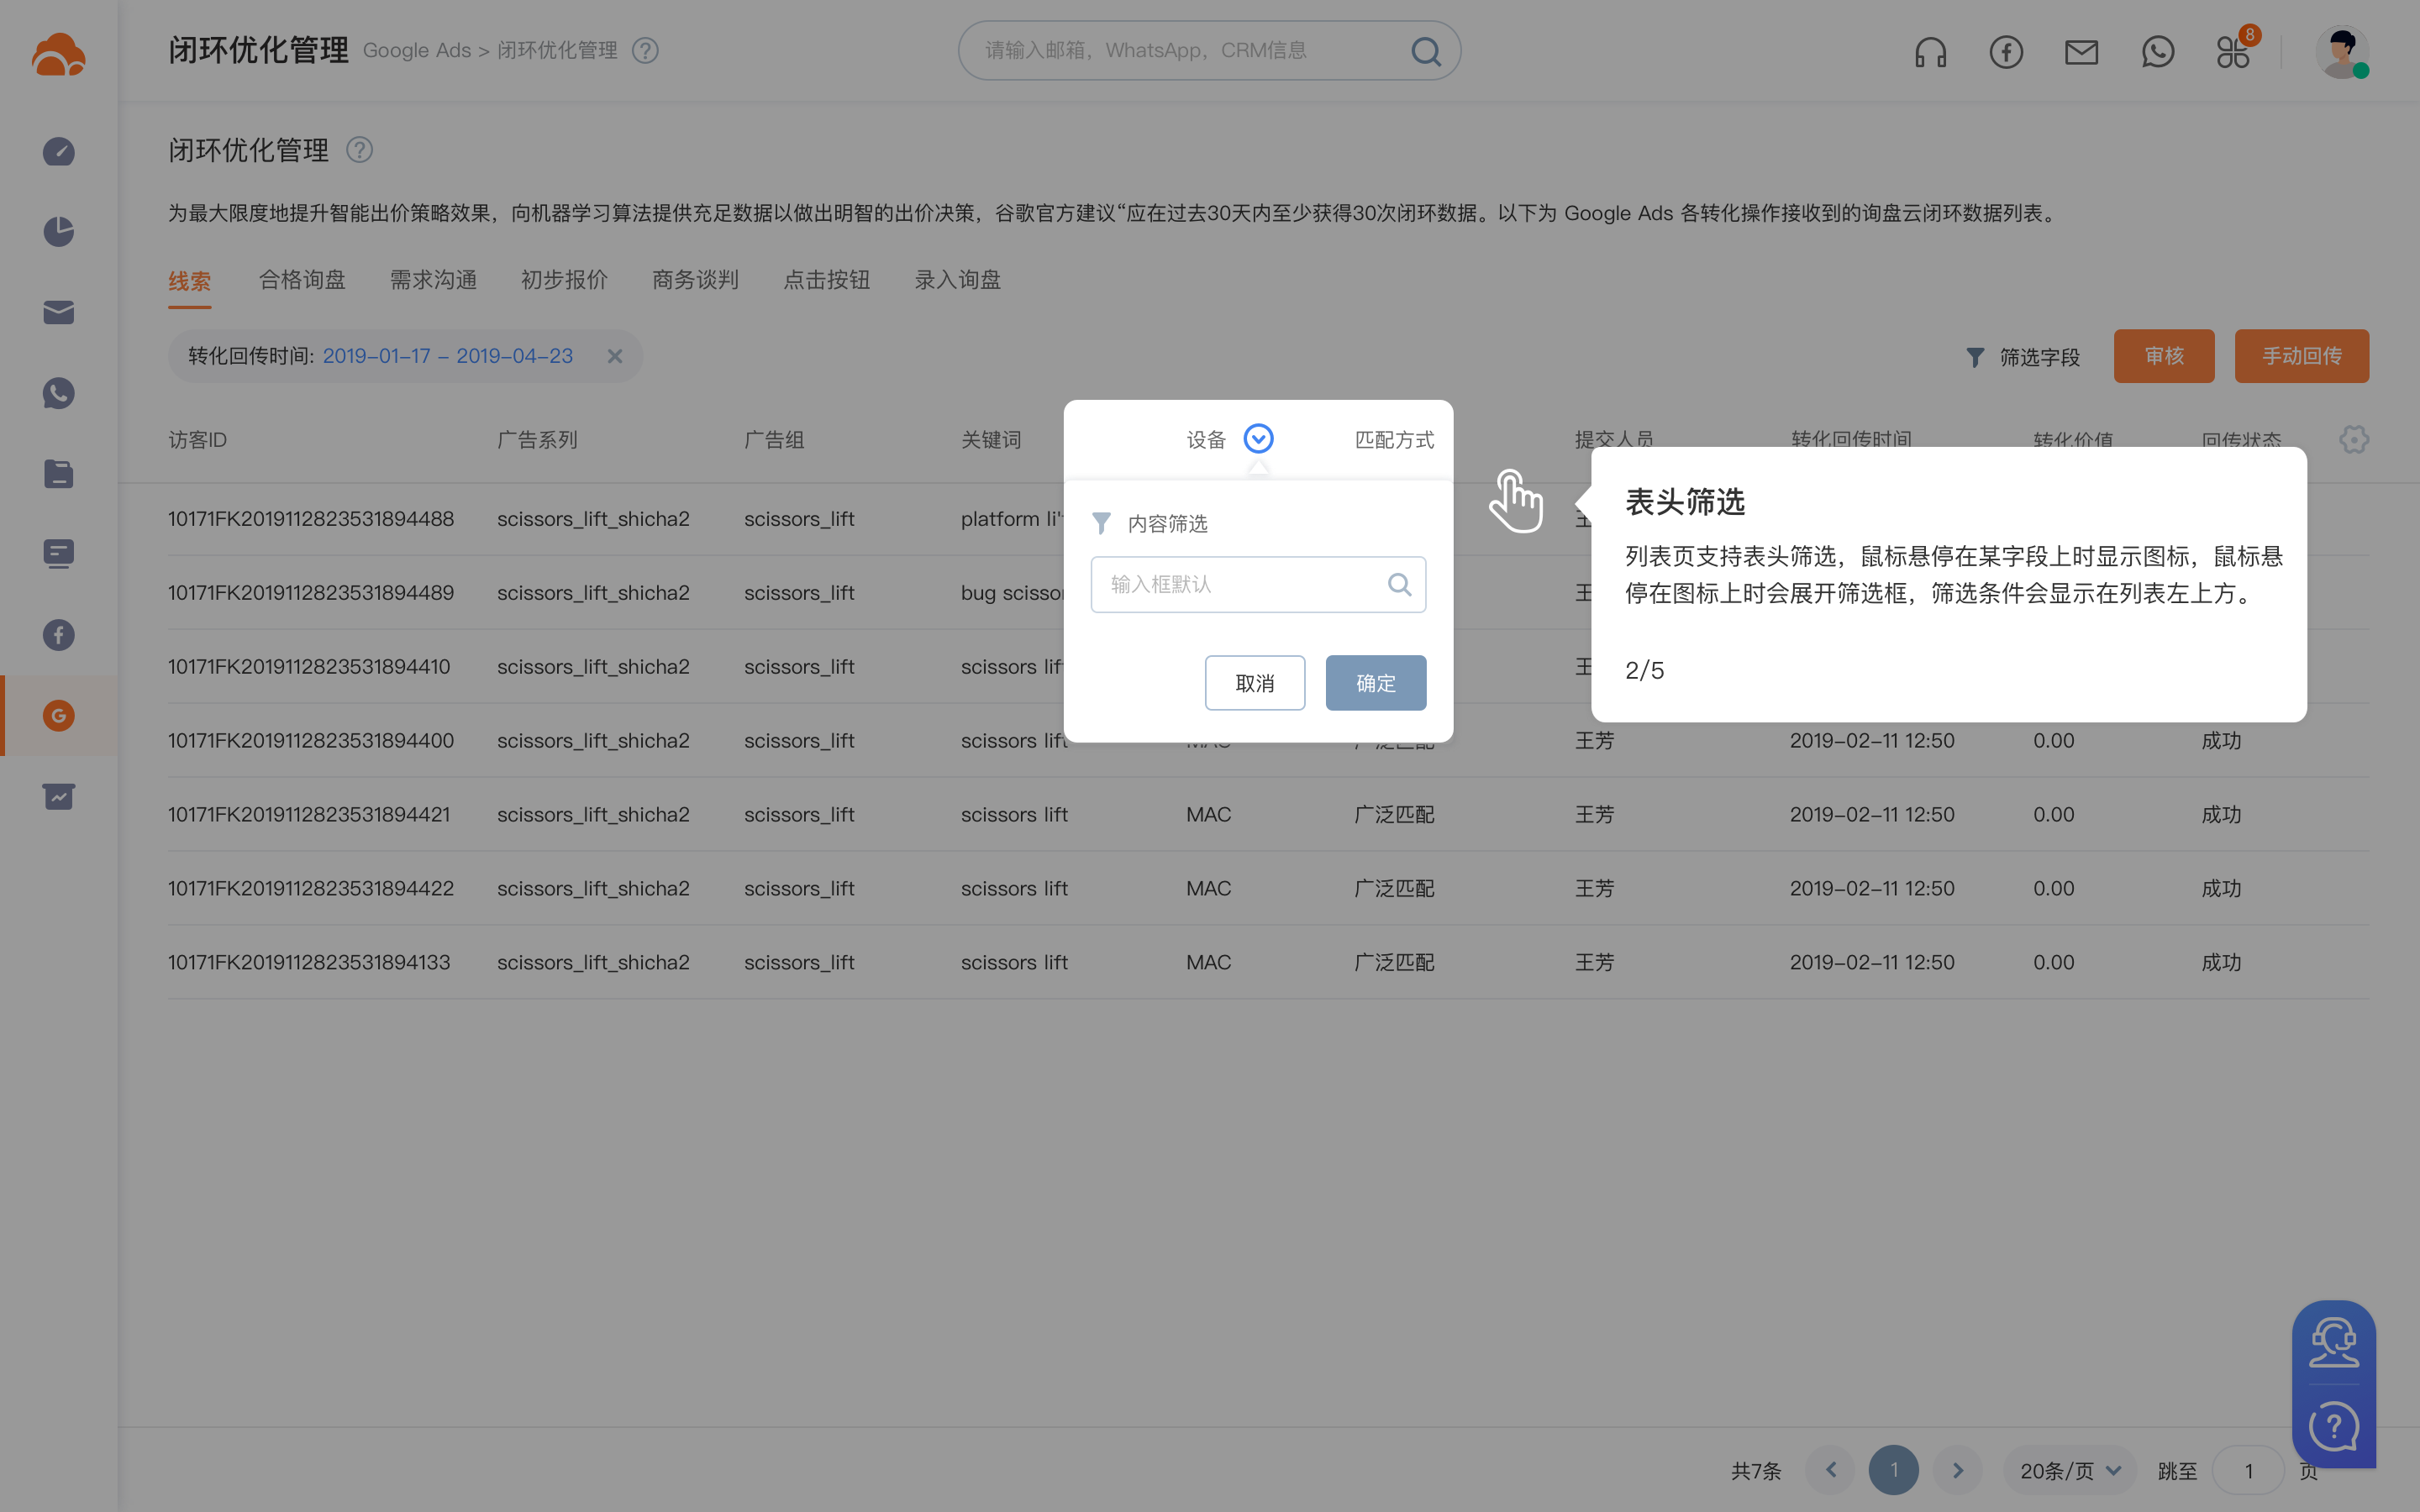 闭环优化管理 Google Ads > 闭环优化管理 ?
请输入邮箱，WhatsApp，CRM信息
8
闭环优化管理 ?
为最大限度地提升智能出价策略效果，向机器学习算法提供充足数据以做出明智的出价决策，谷歌官方建议“应在过去30天内至少获得30次闭环数据。以下为 Google Ads 各转化操作接收到的询盘云闭环数据列表。
线索 合格询盘 需求沟通 初步报价 商务谈判 点击按钮 录入询盘
转化回传时间: 2019-01-17 - 2019-04-23
筛选字段 审核 手动回传
访客ID 广告系列 广告组 关键词 设备 匹配方式 提交人员 转化回传时间 转化价值 回传状态
10171FK2019112823531894488 scissors_lift_shicha2 scissors_lift platform li
10171FK2019112823531894489 scissors_lift_shicha2 scissors_lift bug scisso
10171FK2019112823531894410 scissors_lift_shicha2 scissors_lift scissors lif
10171FK2019112823531894400 scissors_lift_shicha2 scissors_lift scissors lift MAC 广泛匹配 王芳 2019-02-11 12:50 0.00 成功
10171FK2019112823531894421 scissors_lift_shicha2 scissors_lift scissors lift MAC 广泛匹配 王芳 2019-02-11 12:50 0.00 成功
10171FK2019112823531894422 scissors_lift_shicha2 scissors_lift scissors lift MAC 广泛匹配 王芳 2019-02-11 12:50 0.00 成功
10171FK2019112823531894133 scissors_lift_shicha2 scissors_lift scissors lift MAC 广泛匹配 王芳 2019-02-11 12:50 0.00 成功
内容筛选
输入框默认
取消 确定
表头筛选
列表页支持表头筛选，鼠标悬停在某字段上时显示图标，鼠标悬
停在图标上时会展开筛选框，筛选条件会显示在列表左上方。
2/5
共7条 1 20条/页 跳至 1 页